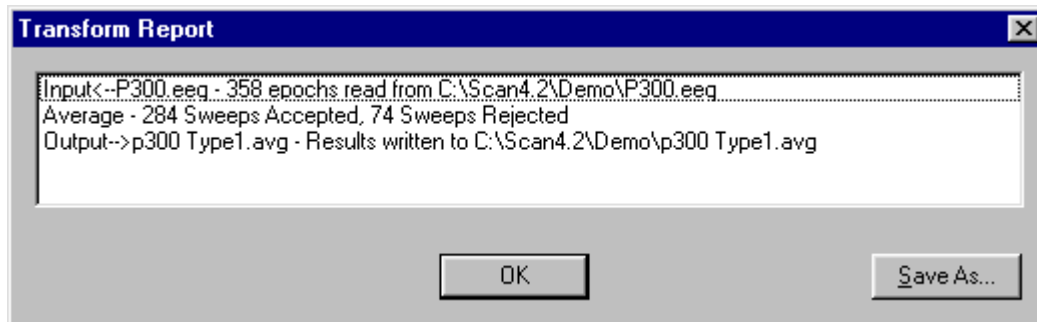 Transform Report
Input<--P300.eeg - 358 epochs read from C:\Scan4.2\Demo\P300.eeg
Average - 284 Sweeps Accepted, 74 Sweeps Rejected
Output-->p300 Type1.avg - Results written to C:\Scan4.2\Demo\p300 Type1.avg
OK
Save As...